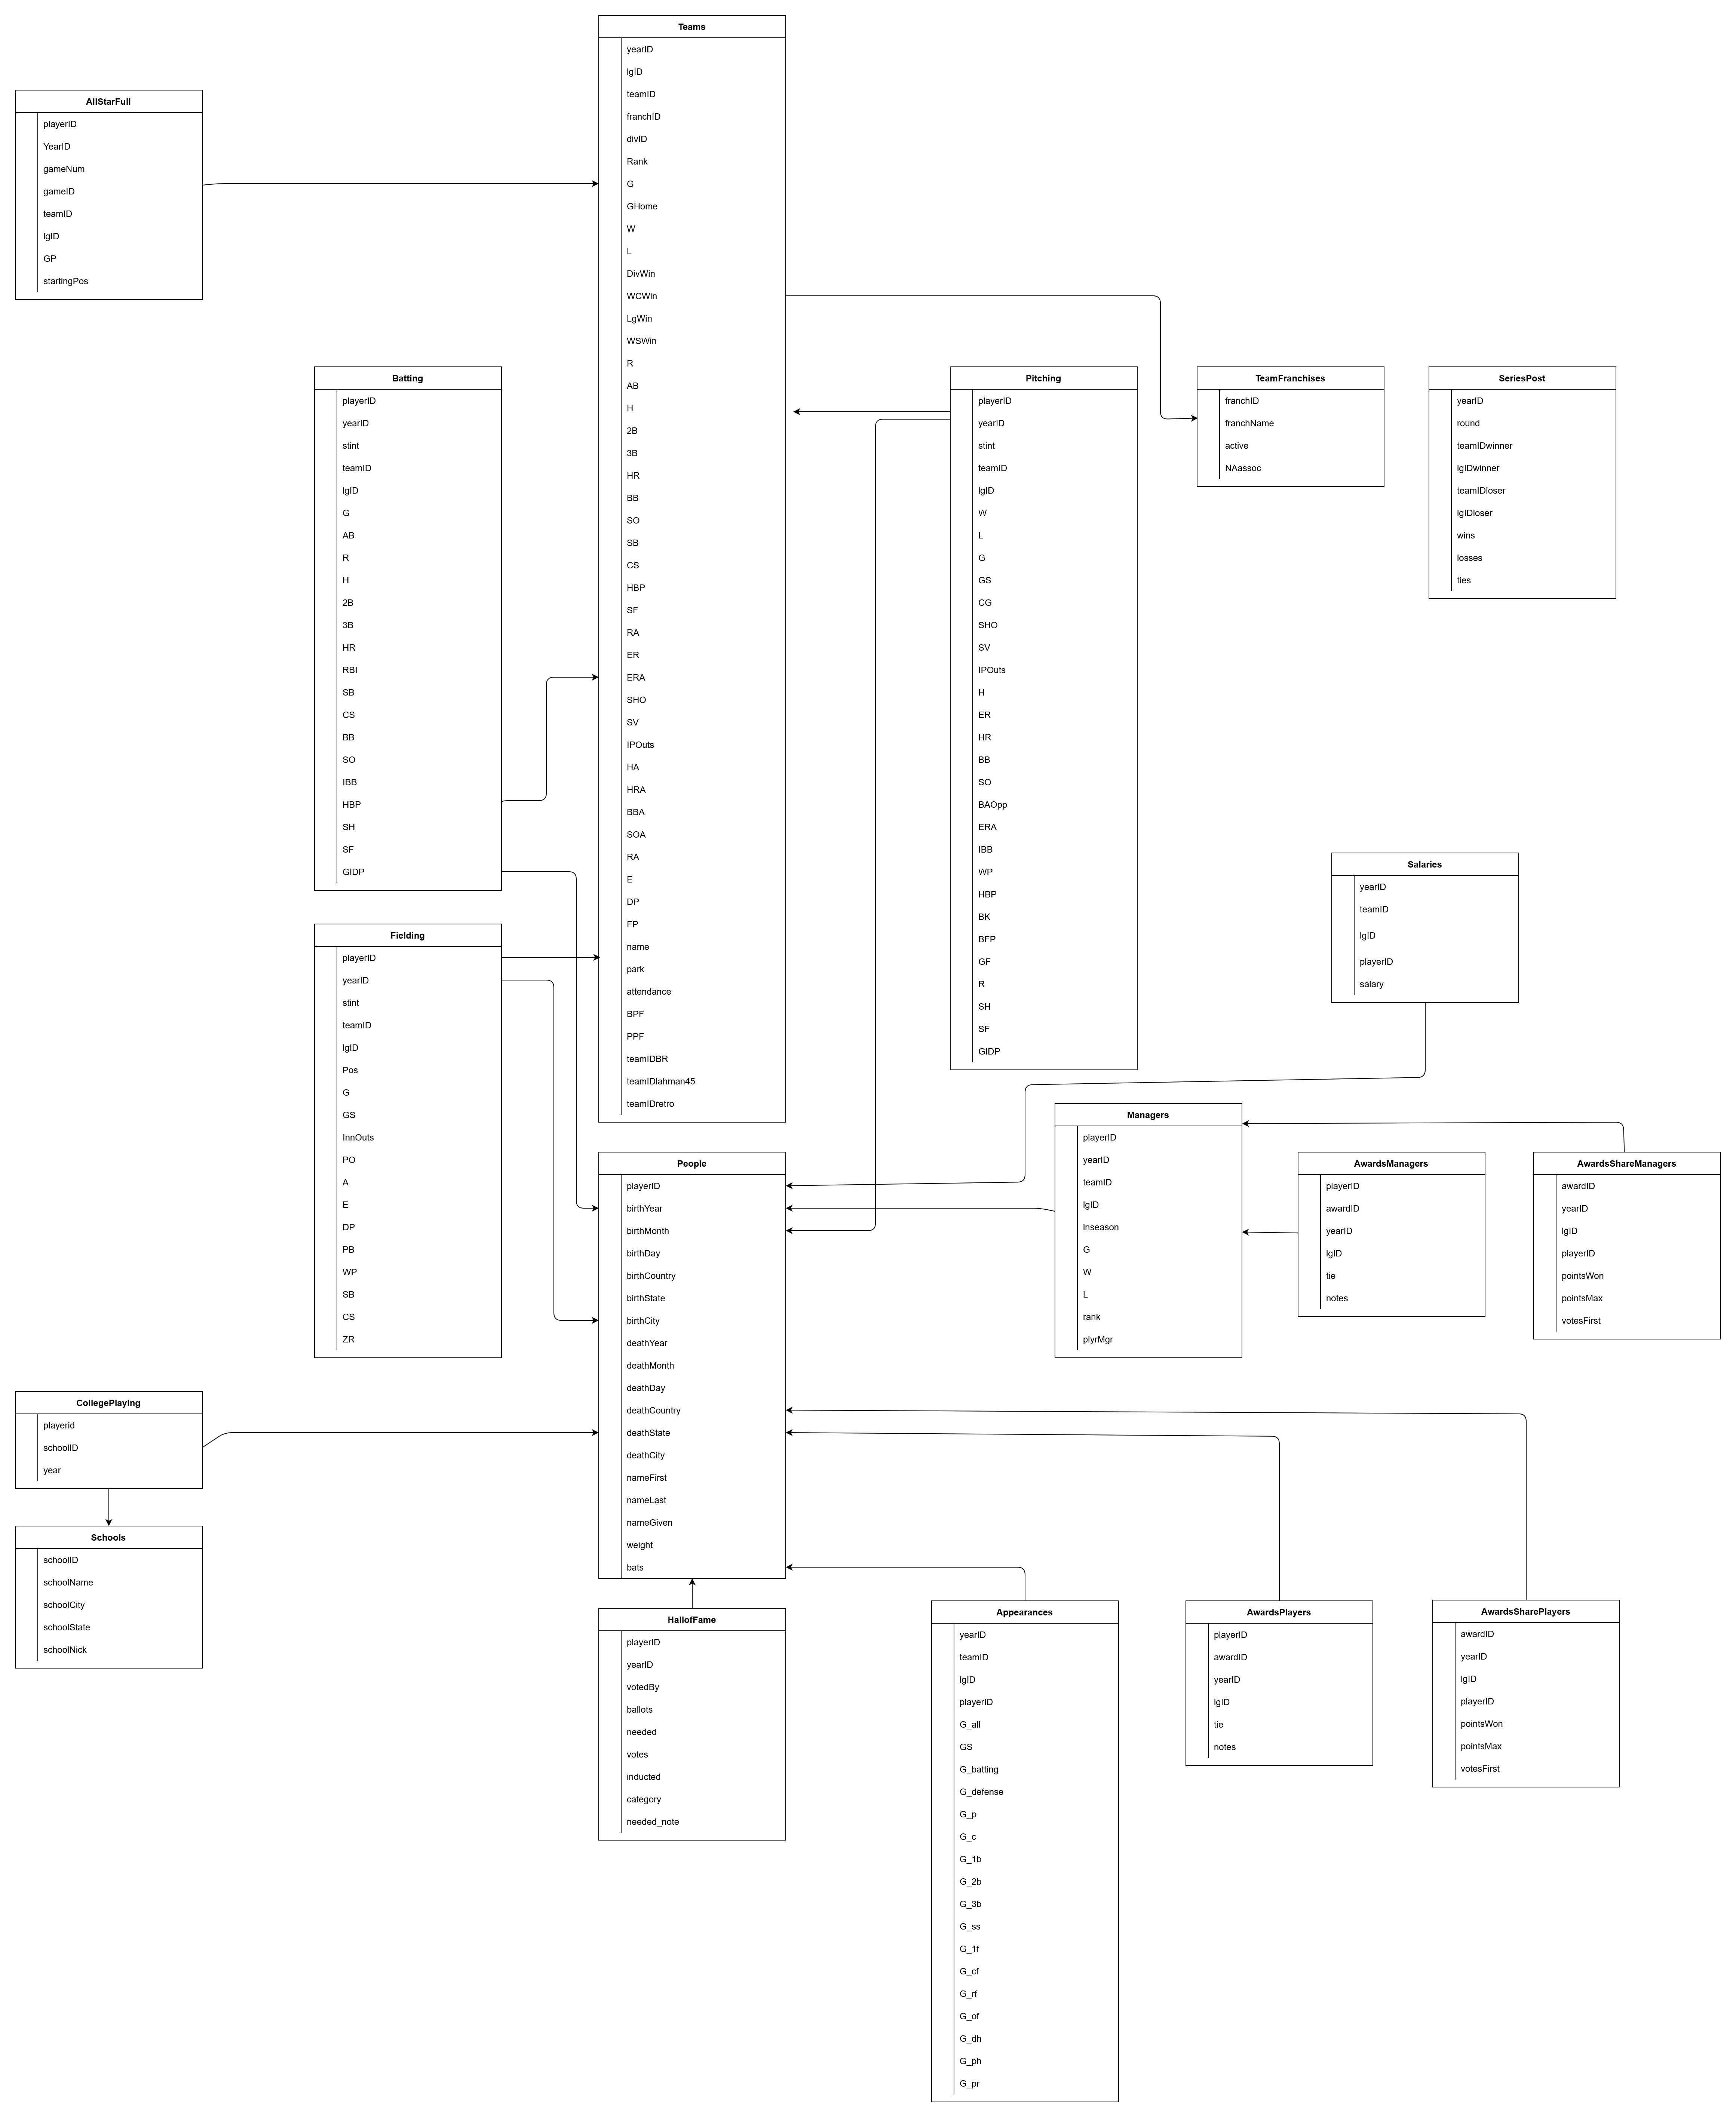 Teams
yearID
lgID
teamID
franchID
divID
Rank
G
GHome
W
L
DivWin
WCWin
LgWin
WSWin
R
AB
H
2B
3B
HR
BB
SO
SB
CS
HBP
SF
RA
ER
ERA
SHO
SV
IPOuts
HA
HRA
BBA
SOA
RA
E
DP
FP
name
park
attendance
BPF
PPF
teamIDBR
teamIDlahman45
teamIDretro
AllStarFull
playerID
YearID
gameNum
gameID
teamID
lgID
GP
startingPos
Batting
playerID
yearID
stint
teamID
lgID
G
AB
R
H
2B
3B
HR
RBI
SB
CS
BB
SO
IBB
HBP
SH
SF
GIDP
Pitching
playerID
yearID
stint
teamID
lgID
W
L
G
GS
CG
SHO
SV
IPOuts
H
ER
HR
BB
SO
BAOpp
ERA
IBB
WP
HBP
BK
BFP
GF
R
SH
SF
GIDP
TeamFranchises
franchID
franchName
active
NAassoc
SeriesPost
yearID
round
teamIDwinner
lgIDwinner
teamIDloser
lgIDloser
wins
losses
ties
Salaries
yearID
teamID
lgID
playerID
salary
Fielding
playerID
yearID
stint
teamID
lgID
Pos
G
GS
InnOuts
PO
A
E
DP
PB
WP
SB
CS
ZR
Managers
playerID
yearID
teamID
lgID
inseason
G
W
L
rank
plyrMgr
AwardsManagers
playerID
awardID
yearID
lgID
tie
notes
AwardsShareManagers
awardID
yearID
lgID
playerID
pointsWon
pointsMax
votesFirst
People
playerID
birthYear
birthMonth
birthDay
birthCountry
birthState
birthCity
deathYear
deathMonth
deathDay
deathCountry
deathState
deathCity
nameFirst
nameLast
nameGiven
weight
bats
CollegePlaying
playerid
schoolID
year
Schools
schoolID
schoolName
schoolCity
schoolState
schoolNick
HallofFame
playerID
yearID
votedBy
ballots
needed
votes
inducted
category
needed_note
Appearances
yearID
teamID
lgID
playerID
G_all
GS
G_batting
G_defense
G_p
G_c
G_1b
G_2b
G_3b
G_ss
G_1f
G_cf
G_rf
G_of
G_dh
G_ph
G_pr
AwardsPlayers
playerID
awardID
yearID
lgID
tie
notes
AwardsSharePlayers
awardID
yearID
lgID
playerID
pointsWon
pointsMax
votesFirst